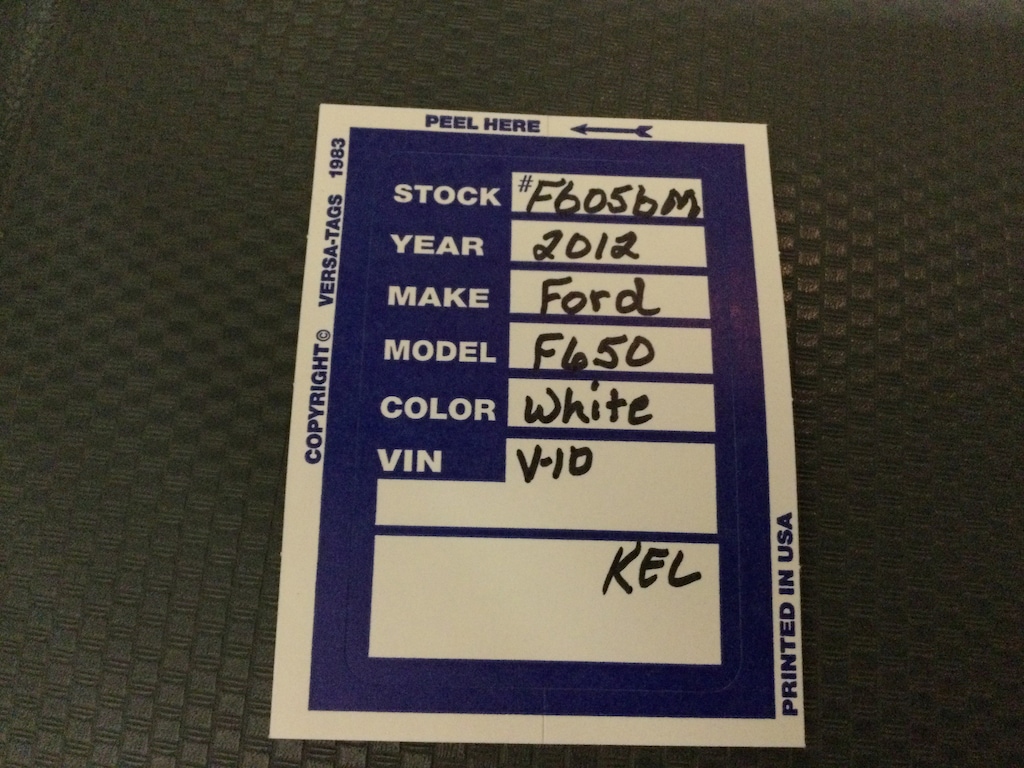 PEEL HERE
COPYRIGHT© VERSA-TAGS 1983
STOCK #F6056M
YEAR 2012
MAKE Ford
MODEL F650
COLOR White
VIN V-10
KEL
PRINTED IN USA